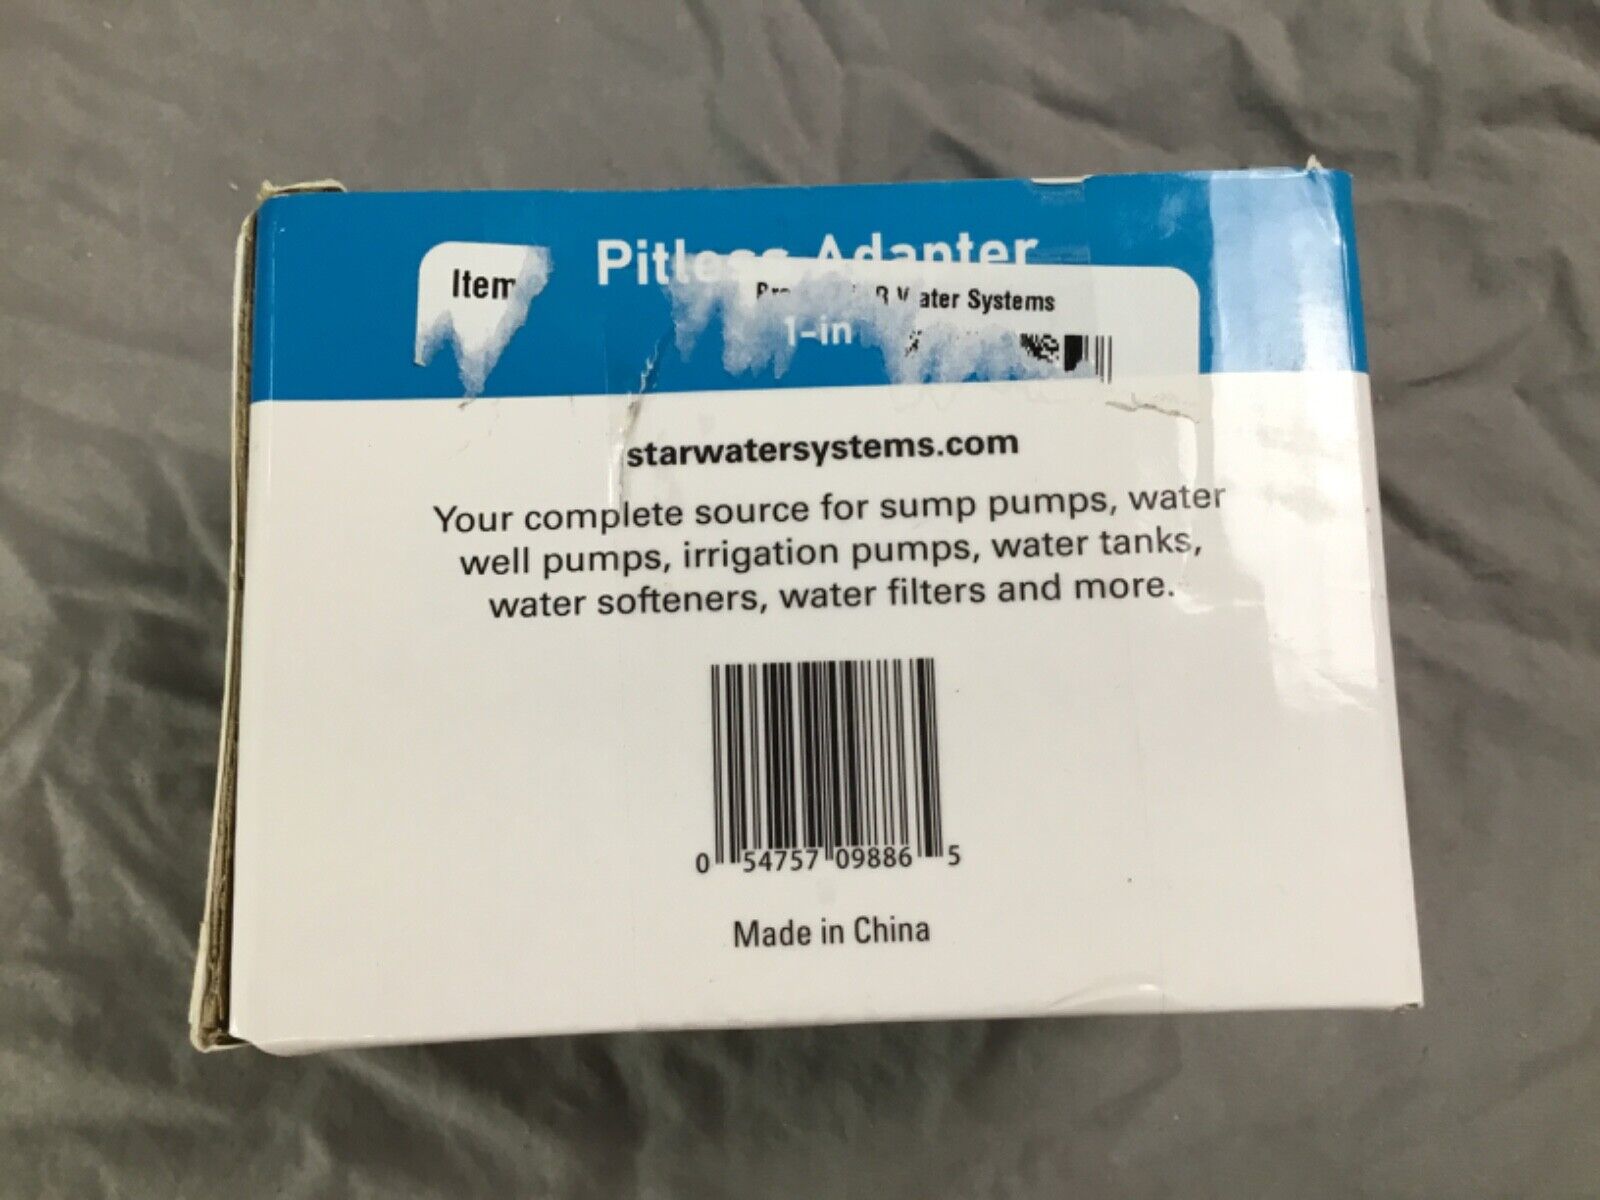 Pitless Adapter
Item
Water Systems
1-in
starwatersystems.com
Your complete source for sump pumps, water
well pumps, irrigation pumps, water tanks,
water softeners, water filters and more.
0 54757 09886 5
Made in China